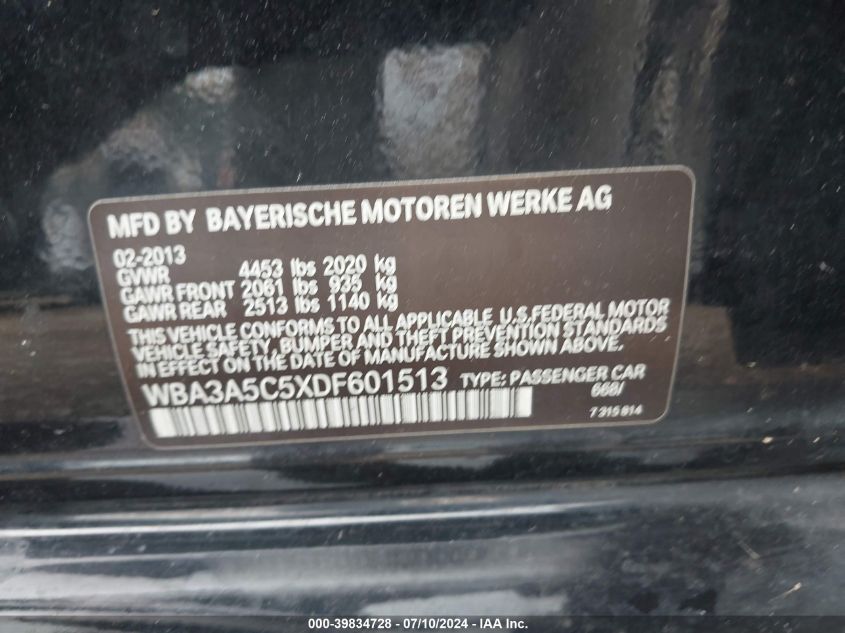 MFD BY BAYERISCHE MOTOREN WERKE AG
02-2013
GVWR 4453 lbs 2020 kg
GAWR FRONT 2061 lbs 935 kg
GAWR REAR 2513 lbs 1140 kg
THIS VEHICLE CONFORMS TO ALL APPLICABLE U.S.FEDERAL MOTOR
VEHICLE SAFETY, BUMPER AND THEFT PREVENTION STANDARDS
IN EFFECT ON THE DATE OF MANUFACTURE SHOWN ABOVE.
WBA3A5C5XDF601513 TYPE: PASSENGER CAR
668/
7 315 814
000-39834728 - 07/10/2024 - IAA Inc.